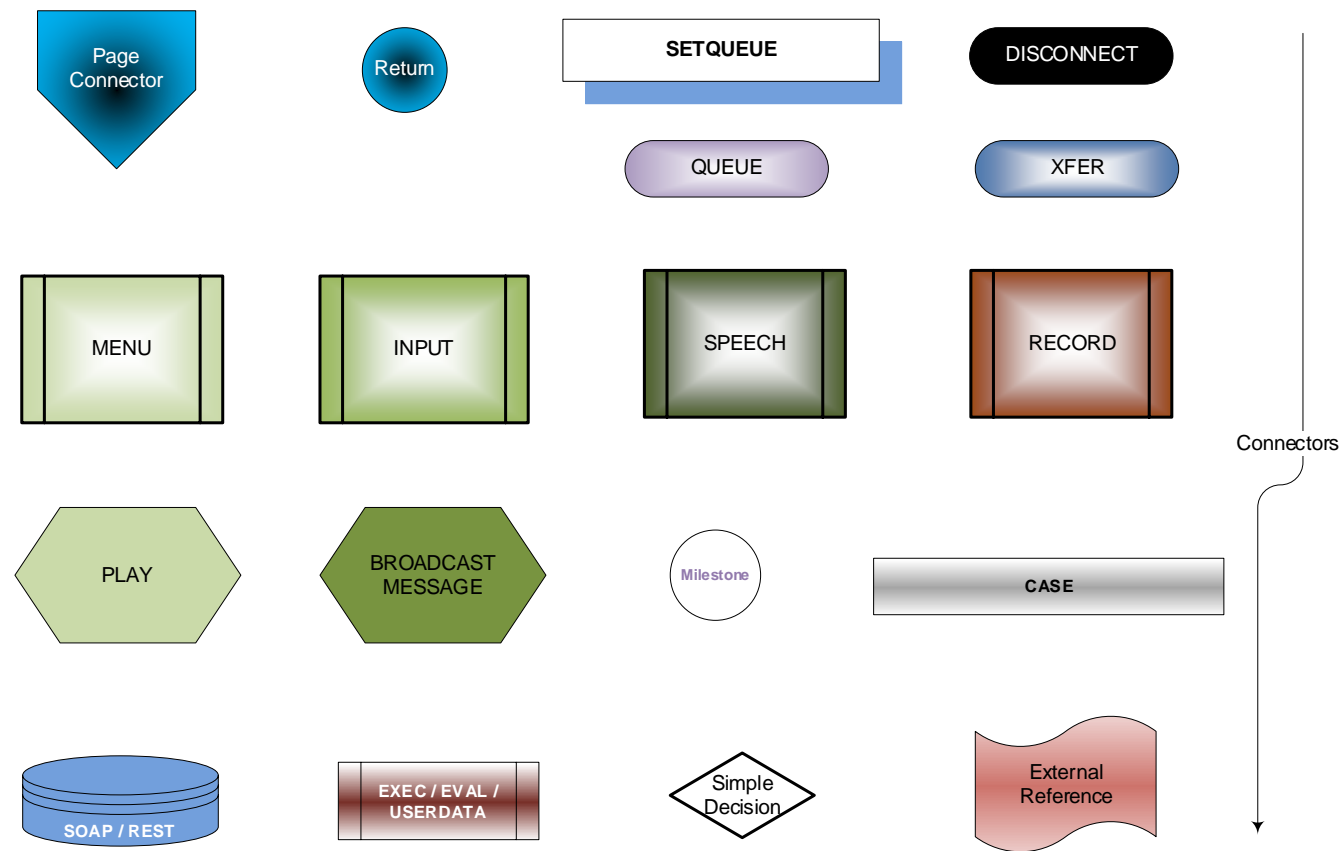 Page
Connector
Return
SETQUEUE
DISCONNECT
QUEUE
XFER
MENU
INPUT
SPEECH
RECORD
Connectors
PLAY
BROADCAST
MESSAGE
Milestone
CASE
SOAP / REST
EXEC / EVAL /
USERDATA
Simple
Decision
External
Reference